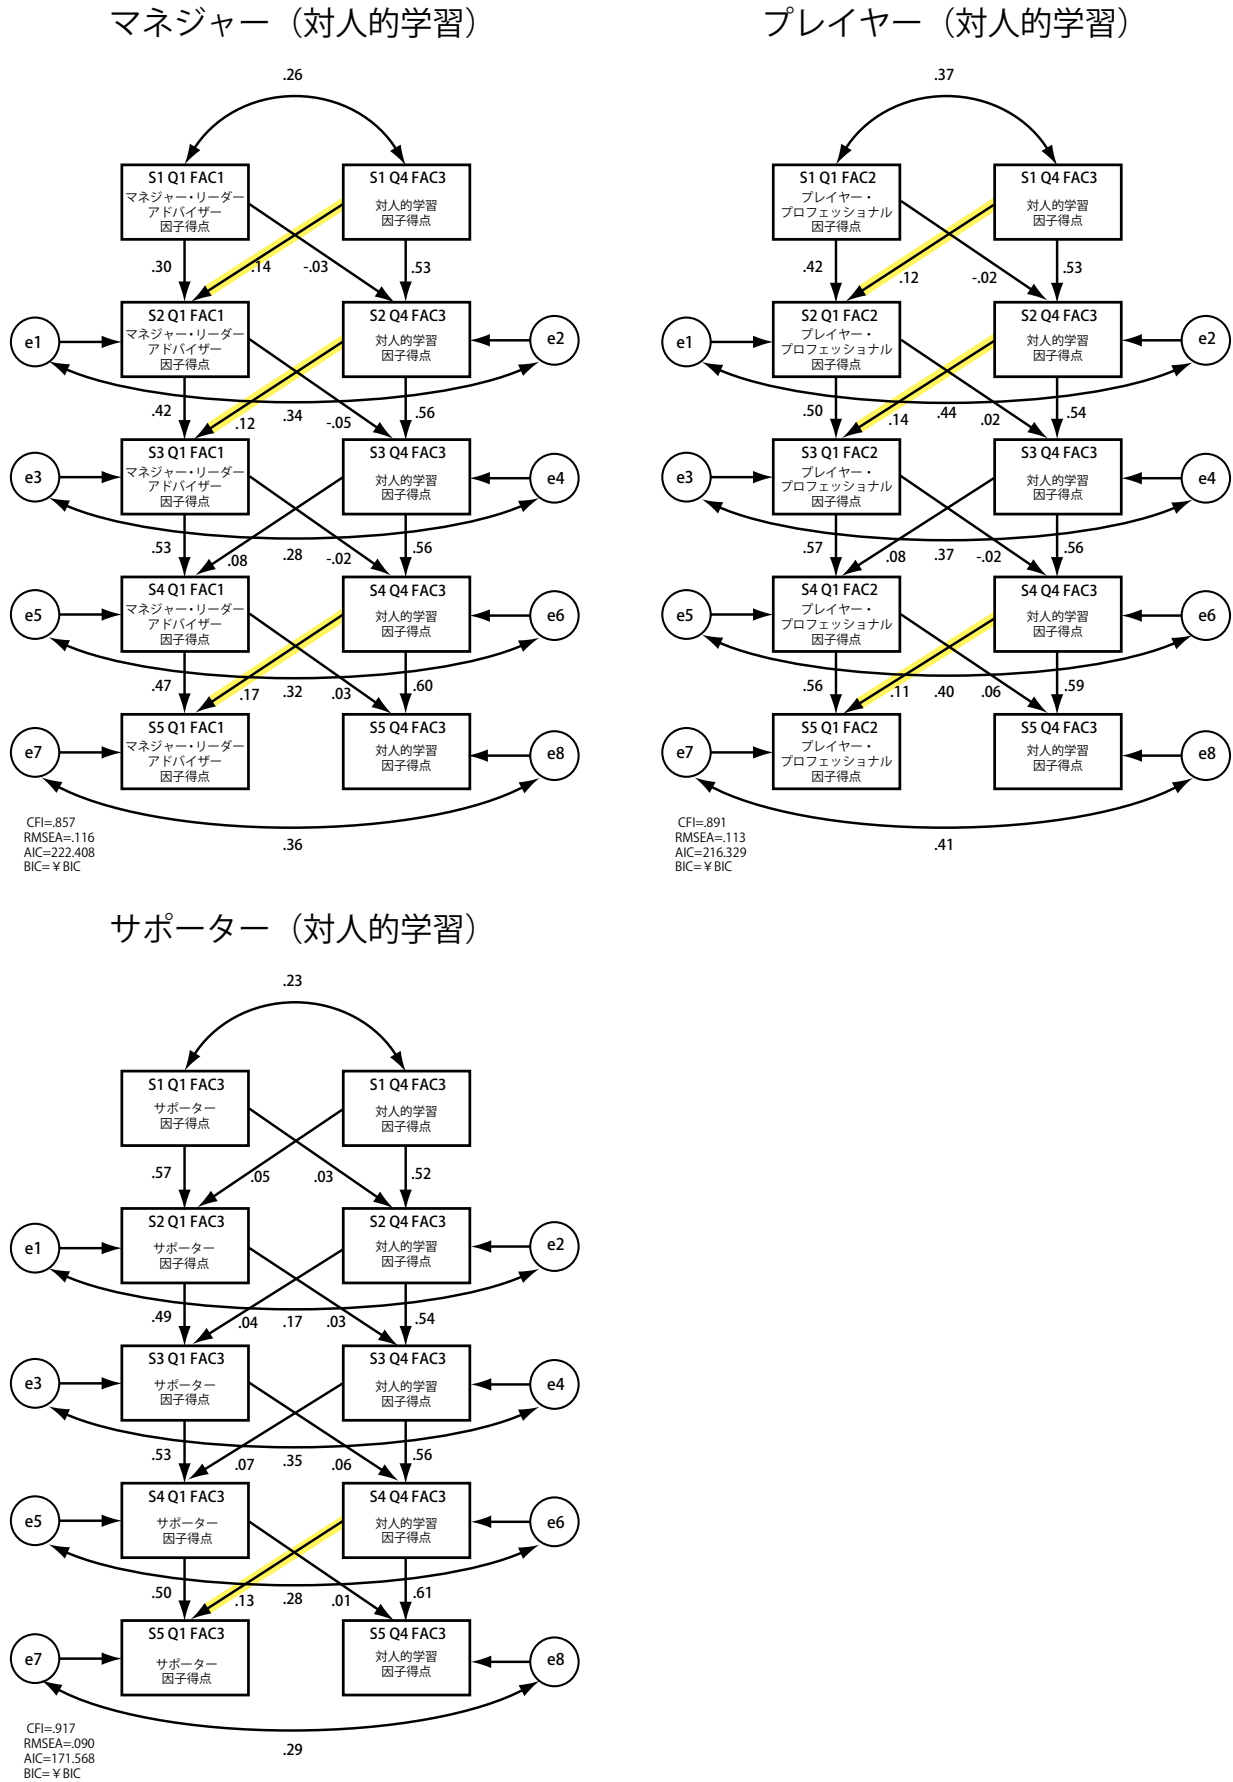 マネジャー（対人的学習）
.26
S1 Q1 FAC1
マネジャー・リーダー
アドバイザー
因子得点
S1 Q4 FAC3
対人的学習
因子得点
.30
.14
-.03
.53
S2 Q1 FAC1
マネジャー・リーダー
アドバイザー
因子得点
S2 Q4 FAC3
対人的学習
因子得点
e1
e2
.42
.12
.34
-.05
.56
S3 Q1 FAC1
マネジャー・リーダー
アドバイザー
因子得点
S3 Q4 FAC3
対人的学習
因子得点
e3
e4
.53
.08
.28
-.02
.56
S4 Q1 FAC1
マネジャー・リーダー
アドバイザー
因子得点
S4 Q4 FAC3
対人的学習
因子得点
e5
e6
.47
.17
.32
.03
.60
S5 Q1 FAC1
マネジャー・リーダー
アドバイザー
因子得点
S5 Q4 FAC3
対人的学習
因子得点
e7
e8
.36
CFI=.857
RMSEA=.116
AIC=222.408
BIC=￥BIC
プレイヤー（対人的学習）
.37
S1 Q1 FAC2
プレイヤー・
プロフェッショナル
因子得点
S1 Q4 FAC3
対人的学習
因子得点
.42
.12
-.02
.53
S2 Q1 FAC2
プレイヤー・
プロフェッショナル
因子得点
S2 Q4 FAC3
対人的学習
因子得点
e1
e2
.50
.14
.44
.02
.54
S3 Q1 FAC2
プレイヤー・
プロフェッショナル
因子得点
S3 Q4 FAC3
対人的学習
因子得点
e3
e4
.57
.08
.37
-.02
.56
S4 Q1 FAC2
プレイヤー・
プロフェッショナル
因子得点
S4 Q4 FAC3
対人的学習
因子得点
e5
e6
.56
.11
.40
.06
.59
S5 Q1 FAC2
プレイヤー・
プロフェッショナル
因子得点
S5 Q4 FAC3
対人的学習
因子得点
e7
e8
.41
CFI=.891
RMSEA=.113
AIC=216.329
BIC=￥BIC
サポーター（対人的学習）
.23
S1 Q1 FAC3
サポーター
因子得点
S1 Q4 FAC3
対人的学習
因子得点
.57
.05
.03
.52
S2 Q1 FAC3
サポーター
因子得点
S2 Q4 FAC3
対人的学習
因子得点
e1
e2
.49
.04
.17
.03
.54
S3 Q1 FAC3
サポーター
因子得点
S3 Q4 FAC3
対人的学習
因子得点
e3
e4
.53
.07
.35
.06
.56
S4 Q1 FAC3
サポーター
因子得点
S4 Q4 FAC3
対人的学習
因子得点
e5
e6
.50
.13
.28
.01
.61
S5 Q1 FAC3
サポーター
因子得点
S5 Q4 FAC3
対人的学習
因子得点
e7
e8
.29
CFI=.917
RMSEA=.090
AIC=171.568
BIC=￥BIC